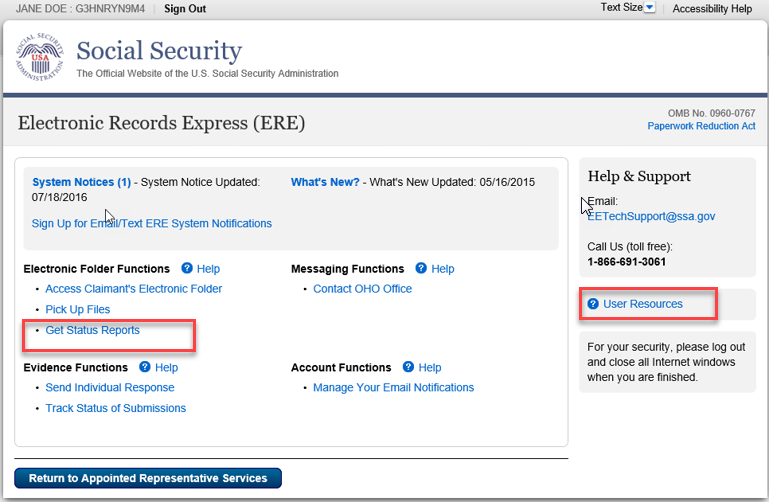 JANE DOE : G3HNRYN9M4 | Sign Out
Text Size | Accessibility Help
SOCIAL SECURITY ADMINISTRATION
USA
Social Security
The Official Website of the U.S. Social Security Administration
Electronic Records Express (ERE)
OMB No. 0960-0767
Paperwork Reduction Act
System Notices (1) - System Notice Updated:
07/18/2016
What's New? - What's New Updated: 05/16/2015
Sign Up for Email/Text ERE System Notifications
Electronic Folder Functions ? Help
• Access Claimant's Electronic Folder
• Pick Up Files
• Get Status Reports
Messaging Functions ? Help
• Contact OHO Office
Evidence Functions ? Help
• Send Individual Response
• Track Status of Submissions
Account Functions ? Help
• Manage Your Email Notifications
Help & Support
Email:
EETechSupport@ssa.gov
Call Us (toll free):
1-866-691-3061
? User Resources
For your security, please log out
and close all Internet windows
when you are finished.
Return to Appointed Representative Services